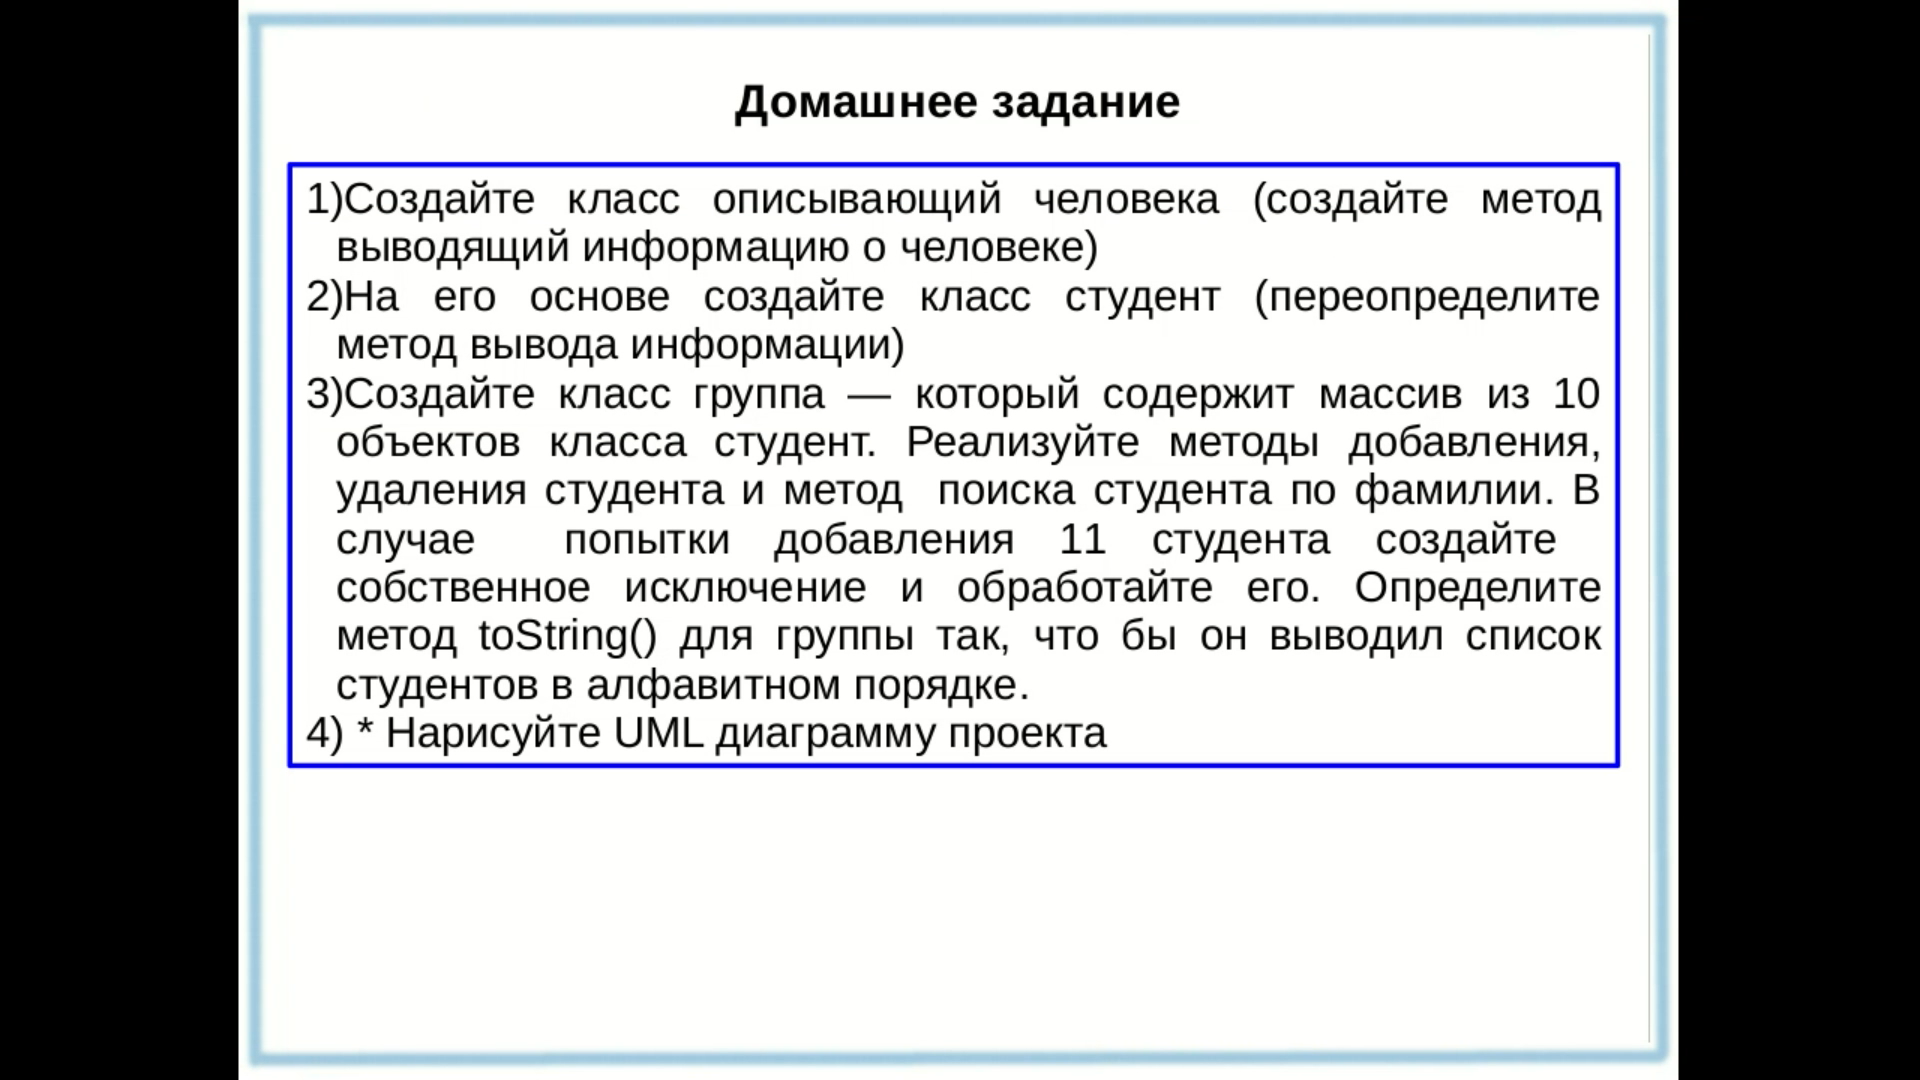 Домашнее задание
1)Создайте класс описывающий человека (создайте метод
выводящий информацию о человеке)
2)На его основе создайте класс студент (переопределите
метод вывода информации)
3)Создайте класс группа — который содержит массив из 10
объектов класса студент. Реализуйте методы добавления,
удаления студента и метод поиска студента по фамилии. В
случае попытки добавления 11 студента создайте
собственное исключение и обработайте его. Определите
метод toString() для группы так, что бы он выводил список
студентов в алфавитном порядке.
4) * Нарисуйте UML диаграмму проекта